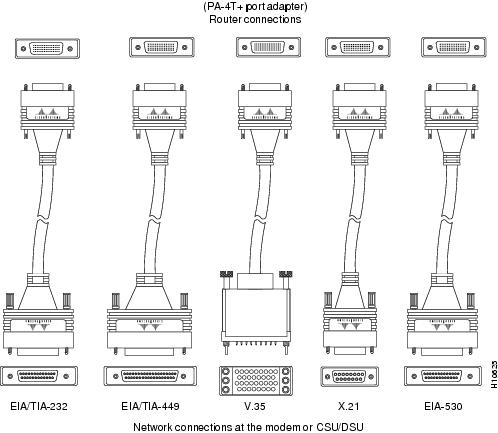 (PA-4T+ port adapter)
Router connections
EIA/TIA-232 EIA/TIA-449 V.35 X.21 EIA-530
H10625
Network connections at the modem or CSU/DSU